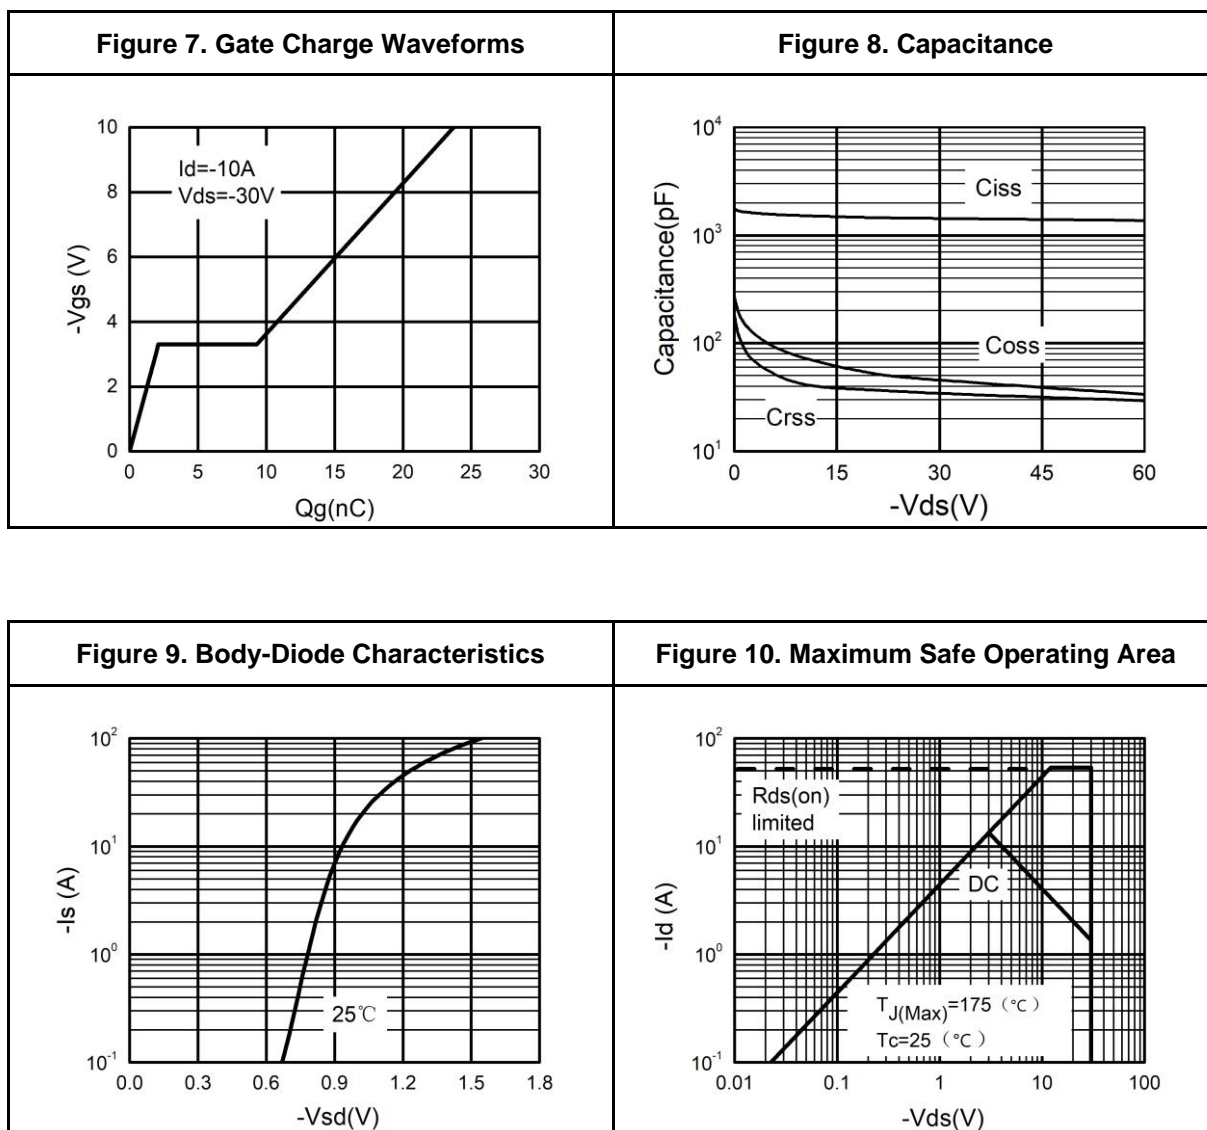 Figure 7. Gate Charge Waveforms
Figure 8. Capacitance
10
8
6
4
2
0
-Vgs (V)
Id=-10A
Vds=-30V
0 5 10 15 20 25 30
Qg(nC)
10⁴
10³
10²
10¹
Capacitance(pF)
Ciss
Coss
Crss
0 15 30 45 60
-Vds(V)
Figure 9. Body-Diode Characteristics
Figure 10. Maximum Safe Operating Area
10²
10¹
10⁰
10⁻¹
-Is (A)
25℃
0.0 0.3 0.6 0.9 1.2 1.5 1.8
-Vsd(V)
10²
10¹
10⁰
10⁻¹
-Id (A)
Rds(on)
limited
DC
TJ(Max)=175（℃）
Tc=25（℃）
0.01 0.1 1 10 100
-Vds(V)